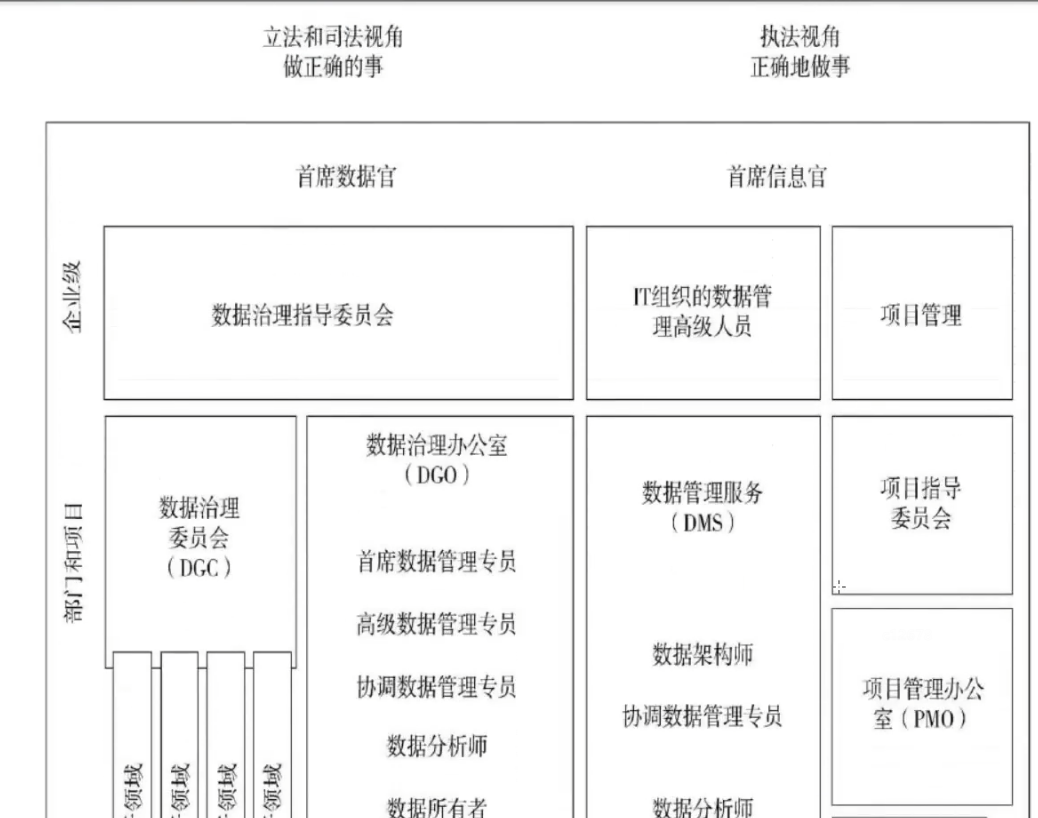 立法和司法视角
做正确的事
执法视角
正确地做事
首席数据官
首席信息官
企业级
数据治理指导委员会
IT组织的数据管
理高级人员
项目管理
部门和项目
数据治理
委员会
（DGC）
数据治理办公室
（DGO）
首席数据管理专员
高级数据管理专员
协调数据管理专员
数据分析师
数据所有者
数据管理服务
（DMS）
数据架构师
协调数据管理专员
数据分析师
项目指导
委员会
项目管理办公
室（PMO）
领域
领域
领域
领域